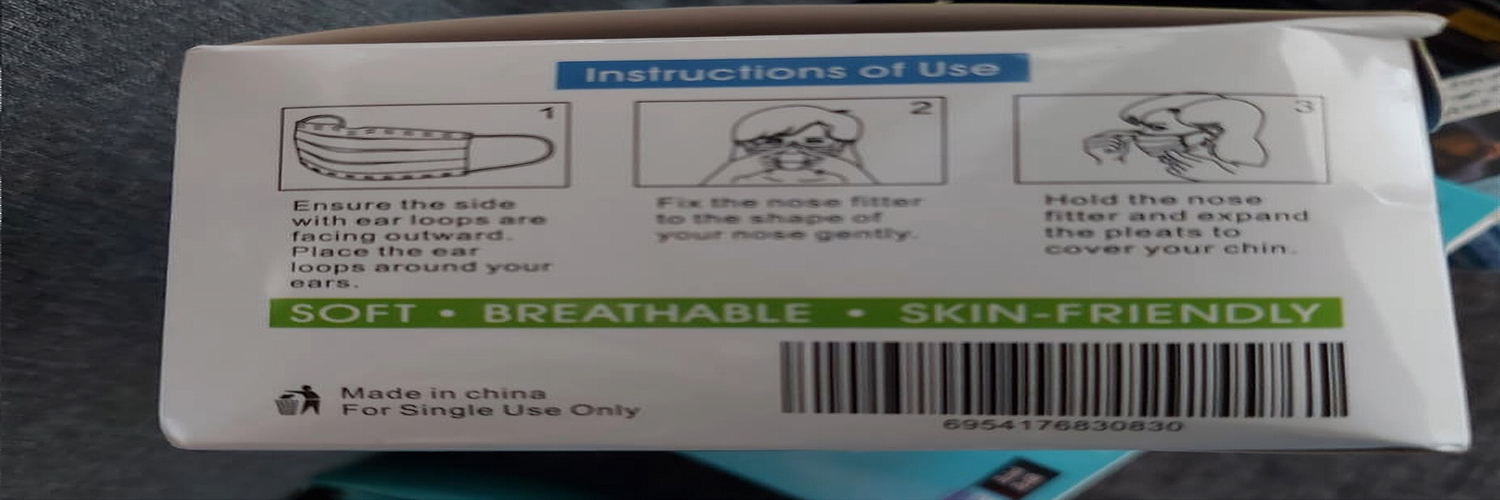 Instructions of Use
1
2
3
Ensure the side
with ear loops are
facing outward.
Place the ear
loops around your
ears.
Fix the nose fitter
to the shape of
your nose gently.
Hold the nose
fitter and expand
the pleats to
cover your chin.
SOFT • BREATHABLE • SKIN-FRIENDLY
Made in china
For Single Use Only
6954176830830